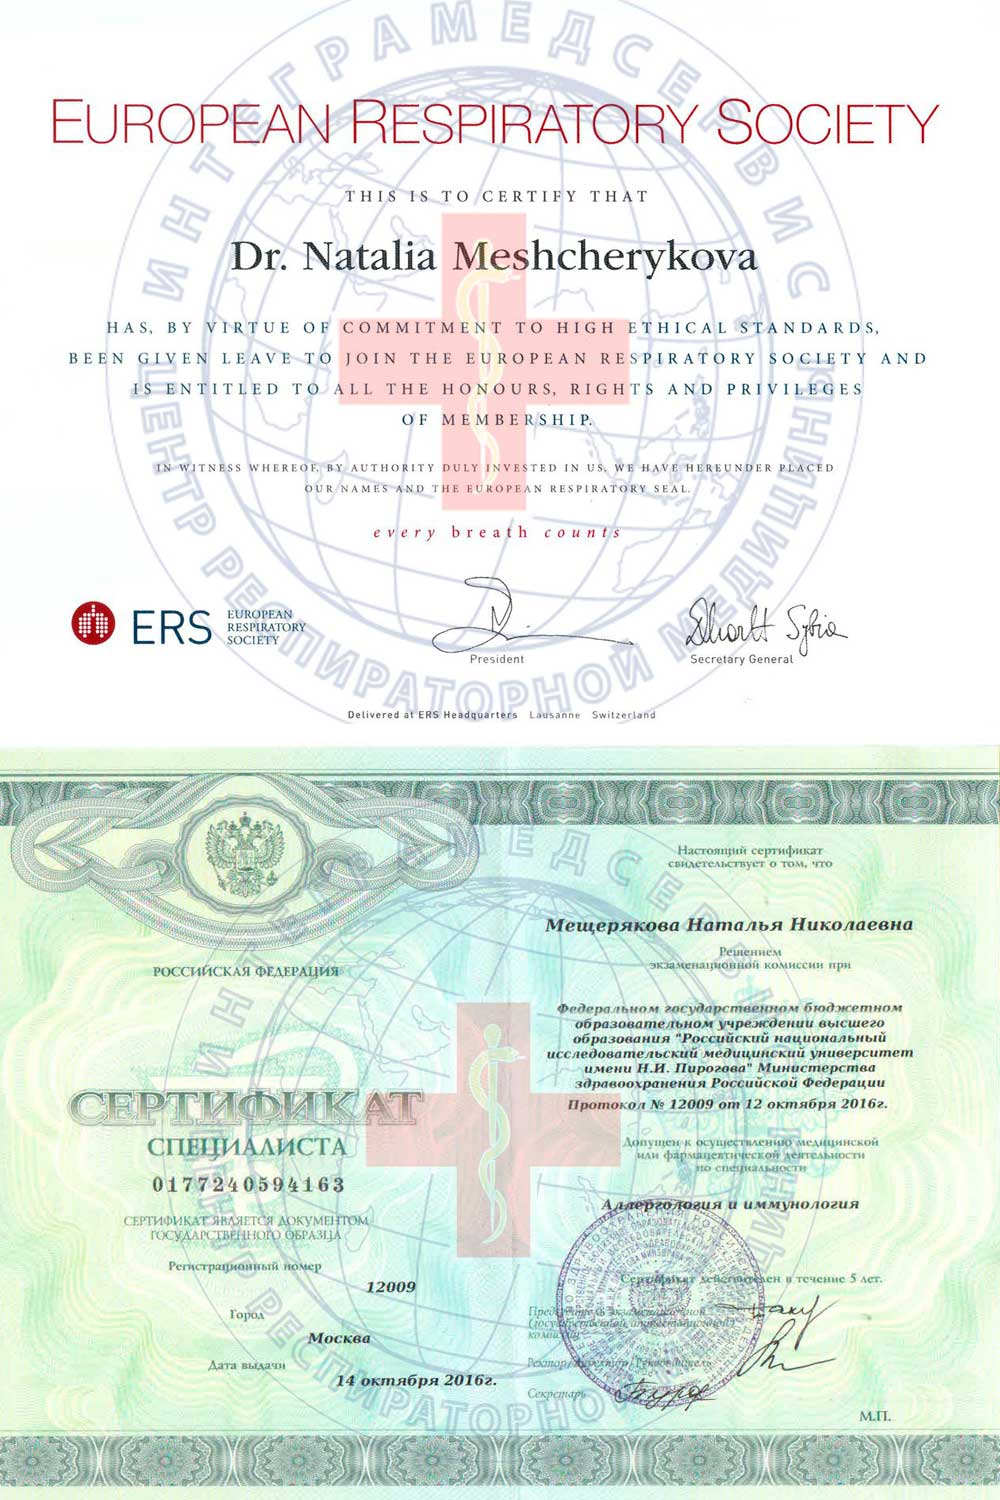 EUROPEAN RESPIRATORY SOCIETY
THIS IS TO CERTIFY THAT
Dr. Natalia Meshcherykova
HAS, BY VIRTUE OF COMMITMENT TO HIGH ETHICAL STANDARDS,
BEEN GIVEN LEAVE TO JOIN THE EUROPEAN RESPIRATORY SOCIETY AND
IS ENTITLED TO ALL THE HONOURS, RIGHTS AND PRIVILEGES
OF MEMBERSHIP.
IN WITNESS WHEREOF, BY AUTHORITY DULY INVESTED IN US, WE HAVE HEREUNDER PLACED
OUR NAMES AND THE EUROPEAN RESPIRATORY SEAL.
every breath counts
ERS EUROPEAN
RESPIRATORY
SOCIETY
President
Secretary General
Delivered at ERS Headquarters Lausanne Switzerland
ИНТЕГРАМЕДСЕРВИС
ЦЕНТР РЕСПИРАТОРНОЙ МЕДИЦИНЫ
РОССИЙСКАЯ ФЕДЕРАЦИЯ
СЕРТИФИКАТ
СПЕЦИАЛИСТА
0177240594163
СЕРТИФИКАТ ЯВЛЯЕТСЯ ДОКУМЕНТОМ
ГОСУДАРСТВЕННОГО ОБРАЗЦА
Регистрационный номер
12009
Город
Москва
Дата выдачи
14 октября 2016г.
Настоящий сертификат
свидетельствует о том, что
Мещерякова Наталья Николаевна
Решением
экзаменационной комиссии при
Федеральном государственном бюджетном
образовательном учреждении высшего
образования "Российский национальный
исследовательский медицинский университет
имени Н.И. Пирогова" Министерства
здравоохранения Российской Федерации
Протокол № 12009 от 12 октября 2016г.
Допущен к осуществлению медицинской
или фармацевтической деятельности
по специальности
Аллергология и иммунология
Сертификат действителен в течение 5 лет.
Председатель экзаменационной
(государственной, аттестационной)
комиссии
Ректор/директор/Руководитель
Секретарь
М.П.